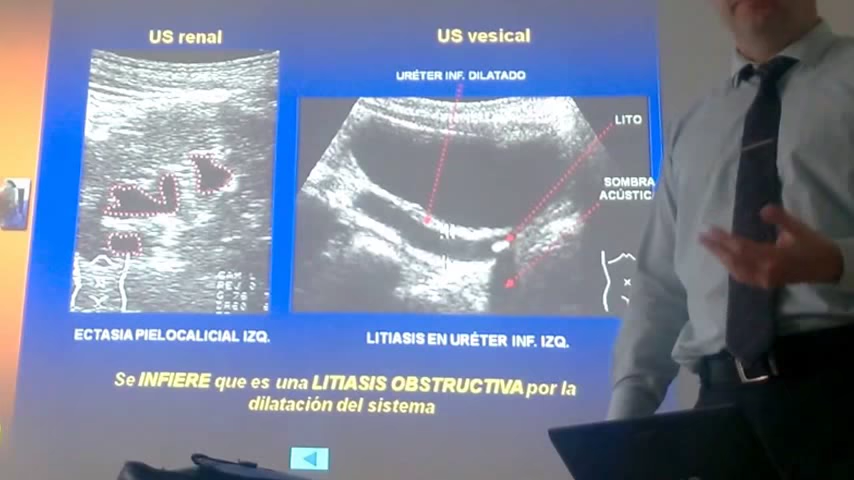 US renal
US vesical
URÉTER INF. DILATADO
LITO
SOMBRA
ACÚSTIC
ECTASIA PIELOCALICIAL IZQ.
LITIASIS EN URÉTER INF. IZQ.
Se INFIERE que es una LITIASIS OBSTRUCTIVA por la
dilatación del sistema